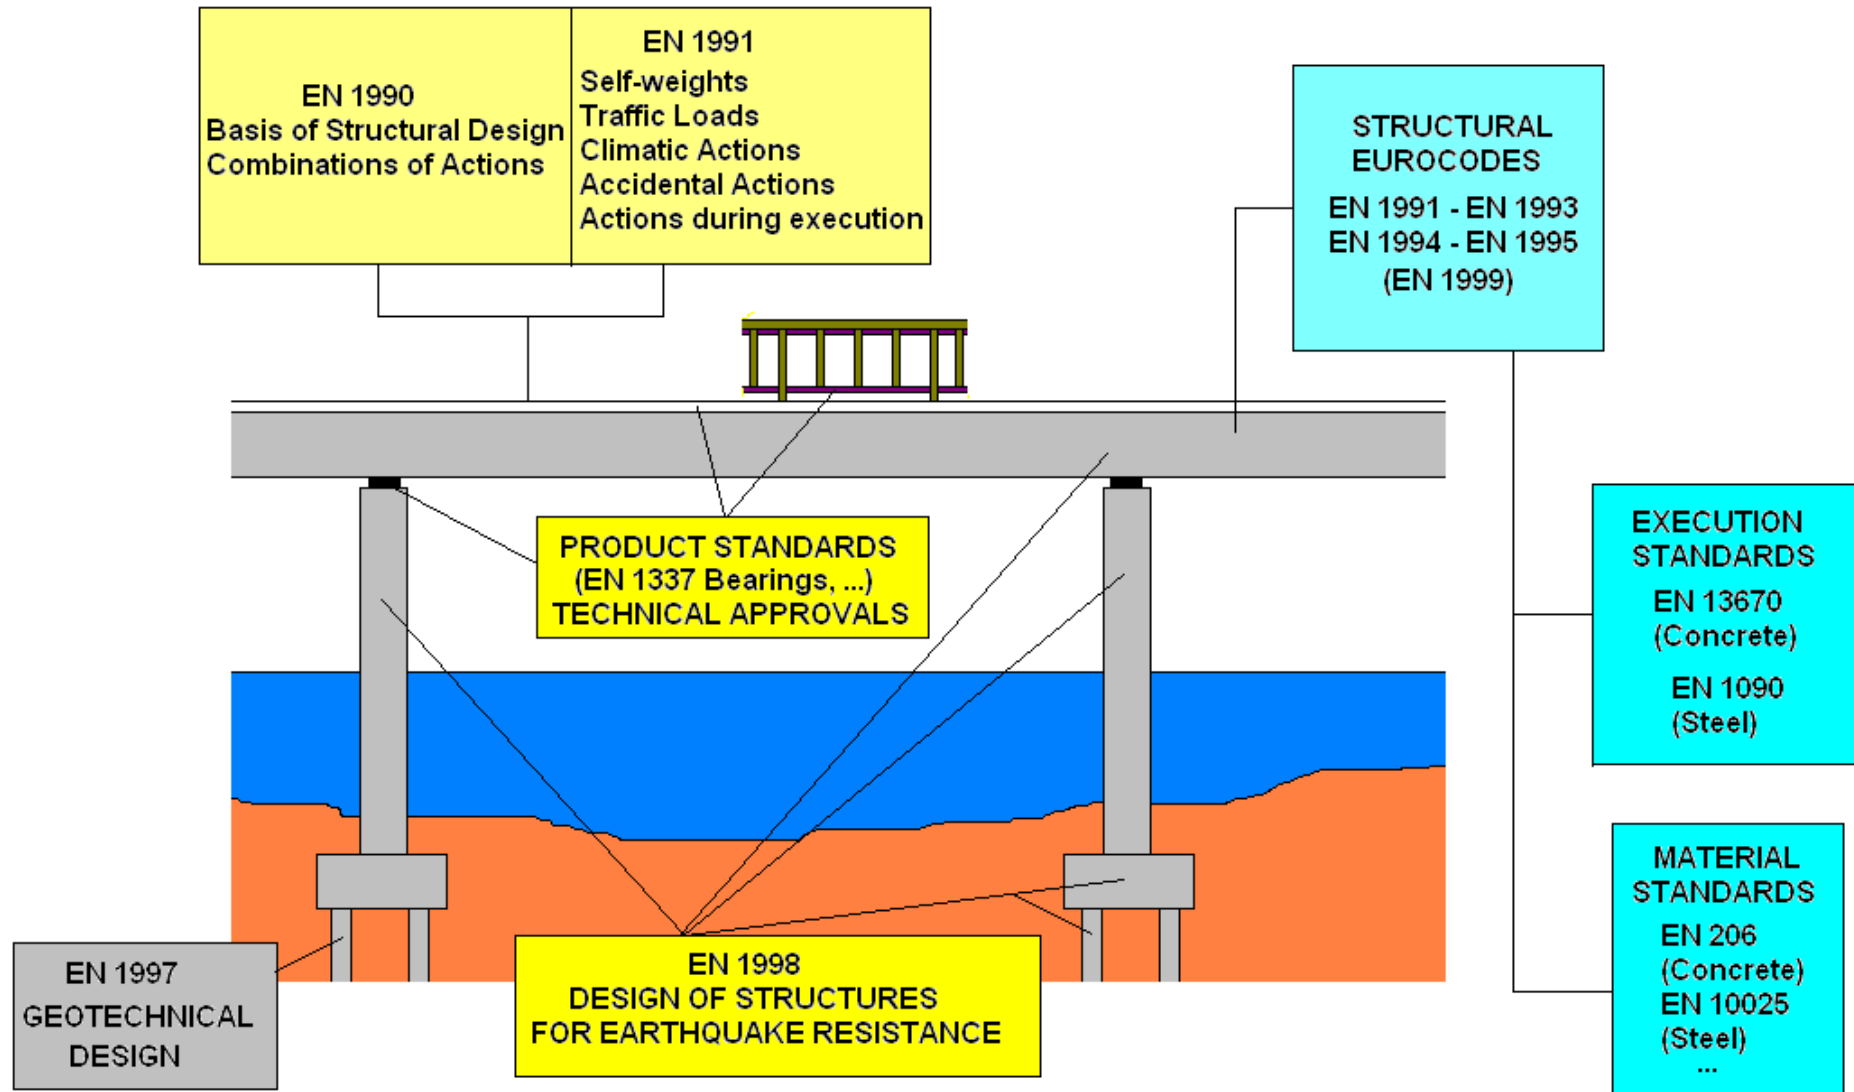 EN 1990
Basis of Structural Design
Combinations of Actions
EN 1991
Self-weights
Traffic Loads
Climatic Actions
Accidental Actions
Actions during execution
STRUCTURAL
EUROCODES
EN 1991 - EN 1993
EN 1994 - EN 1995
(EN 1999)
PRODUCT STANDARDS
(EN 1337 Bearings, ...)
TECHNICAL APPROVALS
EXECUTION
STANDARDS
EN 13670
(Concrete)
EN 1090
(Steel)
MATERIAL
STANDARDS
EN 206
(Concrete)
EN 10025
(Steel)
...
EN 1997
GEOTECHNICAL
DESIGN
EN 1998
DESIGN OF STRUCTURES
FOR EARTHQUAKE RESISTANCE